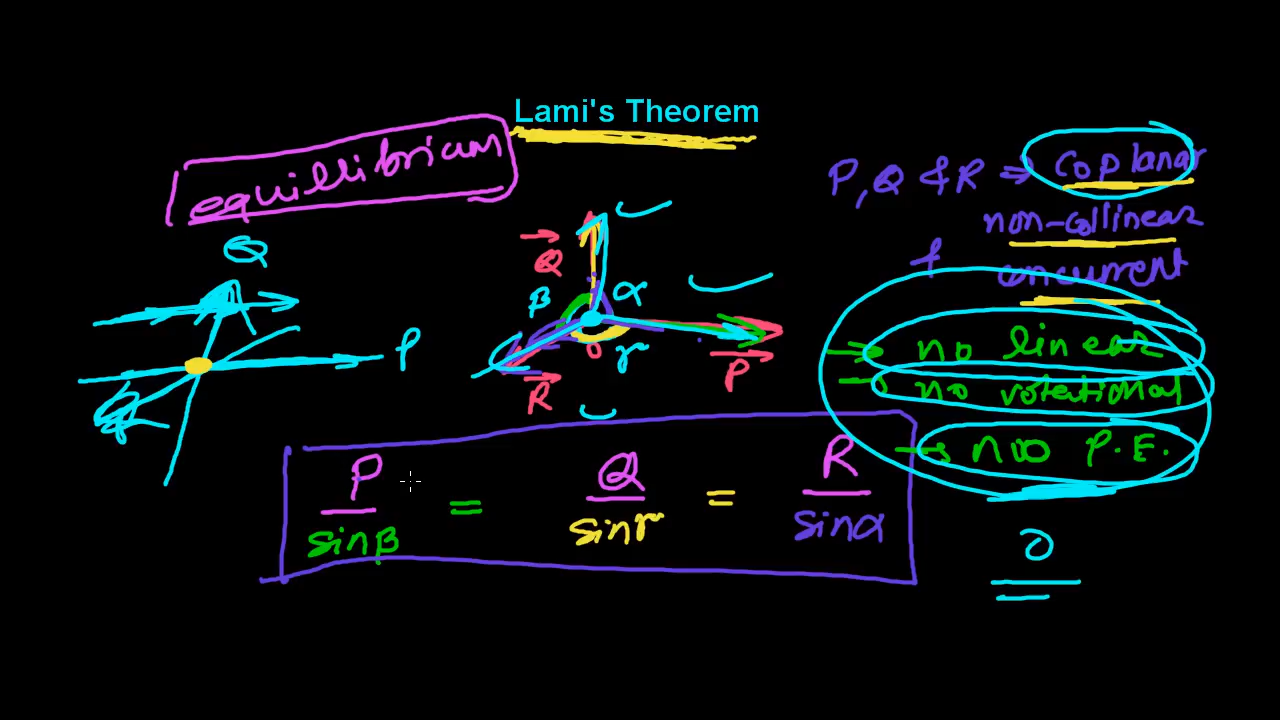 Lami's Theorem
equillibrium
P, Q & R ⇒ coplanar
non-collinear
+ concurrent
Q
P
Q
β
α
O
γ
P
R
→ no linear
→ no rotational
→ no P.E.
0
P/sinβ = Q/sinγ = R/sinα